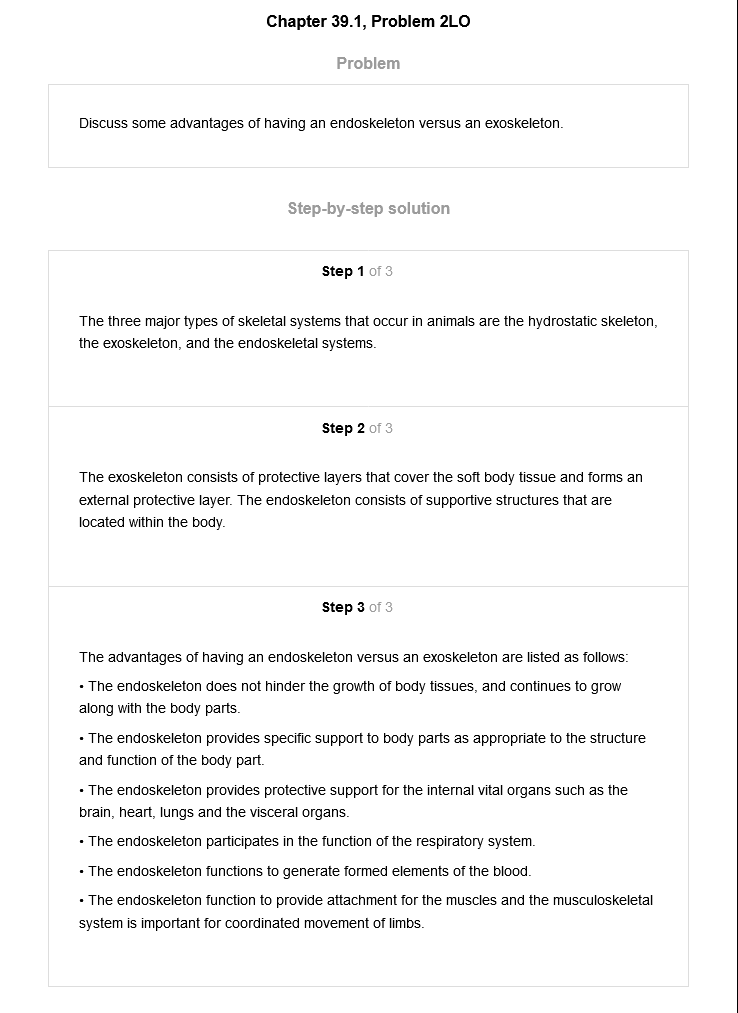 Chapter 39.1, Problem 2LO
Problem
Discuss some advantages of having an endoskeleton versus an exoskeleton.
Step-by-step solution
Step 1 of 3
The three major types of skeletal systems that occur in animals are the hydrostatic skeleton,
the exoskeleton, and the endoskeletal systems.
Step 2 of 3
The exoskeleton consists of protective layers that cover the soft body tissue and forms an
external protective layer. The endoskeleton consists of supportive structures that are
located within the body.
Step 3 of 3
The advantages of having an endoskeleton versus an exoskeleton are listed as follows:
• The endoskeleton does not hinder the growth of body tissues, and continues to grow
along with the body parts.
• The endoskeleton provides specific support to body parts as appropriate to the structure
and function of the body part.
• The endoskeleton provides protective support for the internal vital organs such as the
brain, heart, lungs and the visceral organs.
• The endoskeleton participates in the function of the respiratory system.
• The endoskeleton functions to generate formed elements of the blood.
• The endoskeleton function to provide attachment for the muscles and the musculoskeletal
system is important for coordinated movement of limbs.